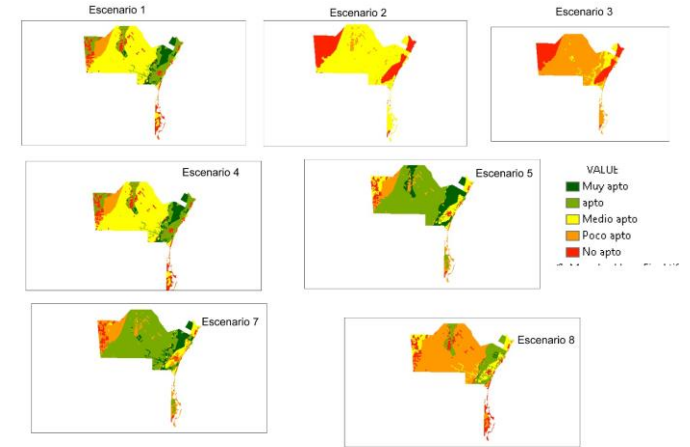 Escenario 1
Escenario 2
Escenario 3
Escenario 4
Escenario 5
VALUE
Muy apto
apto
Medio apto
Poco apto
No apto
Escenario 7
Escenario 8